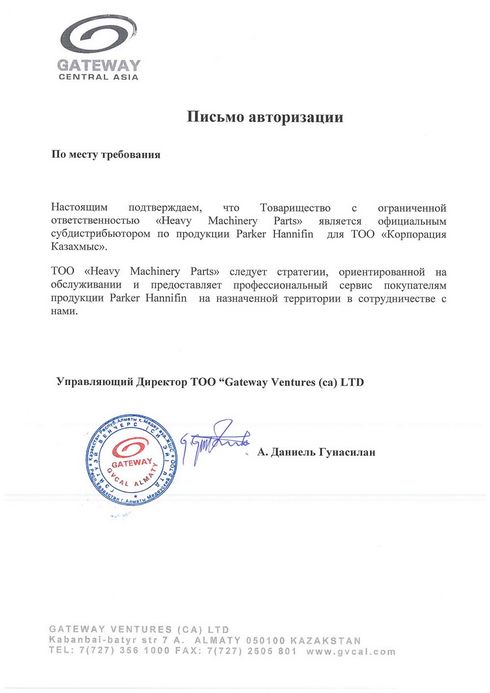 GATEWAY
CENTRAL ASIA
Письмо авторизации
По месту требования
Настоящим подтверждаем, что Товарищество с ограниченной
ответственностью «Heavy Machinery Parts» является официальным
субдистрибьютором по продукции Parker Hannifin для ТОО «Корпорация
Казахмыс».
ТОО «Heavy Machinery Parts» следует стратегии, ориентированной на
обслуживании и предоставляет профессиональный сервис покупателям
продукции Parker Hannifin на назначенной территории в сотрудничестве с
нами.
Управляющий Директор ТОО “Gateway Ventures (ca) LTD
А. Даниель Гунасилан
GATEWAY
GVCAL ALMATY
GATEWAY VENTURES (CA) LTD
Kabanbai-batyr str 7 A. ALMATY 050100 KAZAKSTAN
TEL: 7(727) 356 1000 FAX: 7(727) 2505 801 www.gvcal.com